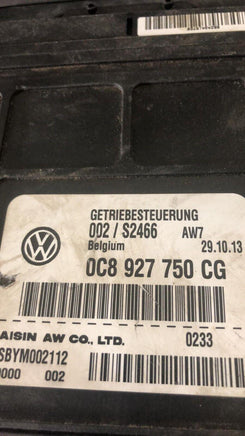 GETRIEBESTEUERUNG
002 / S2466 AW7
Belgium 29.10.13
0C8 927 750 CG
AISIN AW CO., LTD. 0233
SBYM002112
0000 002